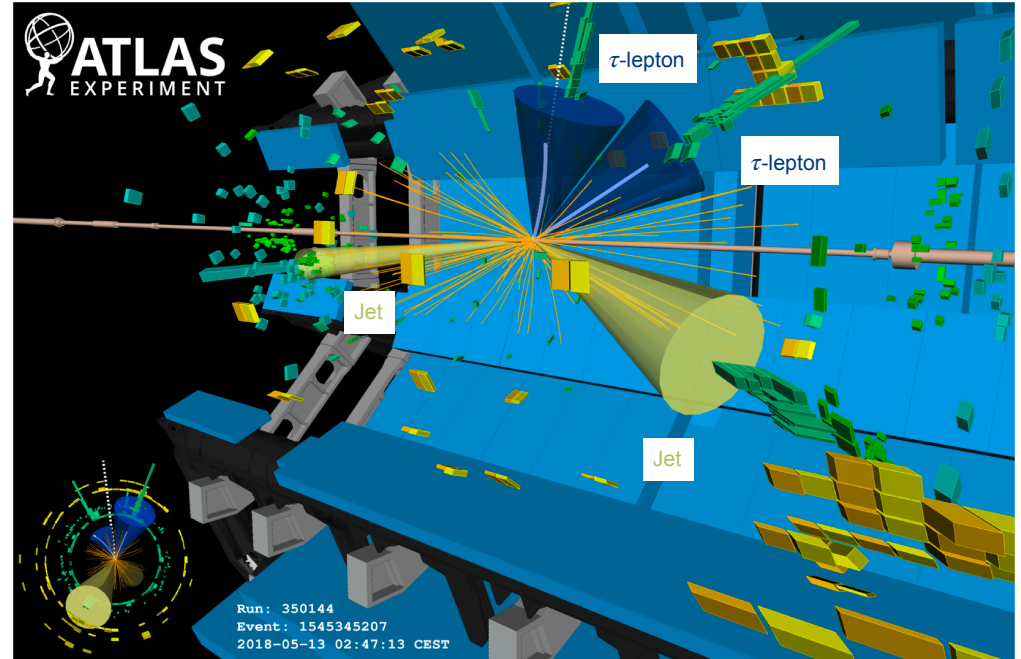 ATLAS
EXPERIMENT
τ-lepton
τ-lepton
Jet
Jet
Run: 350144
Event: 1545345207
2018-05-13 02:47:13 CEST